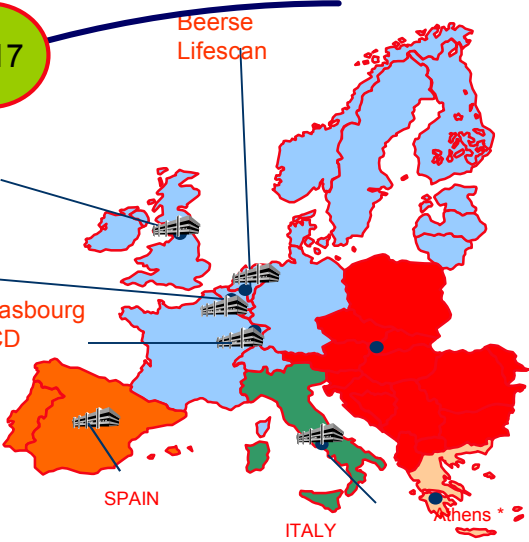 17
Beerse
Lifescan
asbourg
CD
SPAIN
ITALY
Athens *